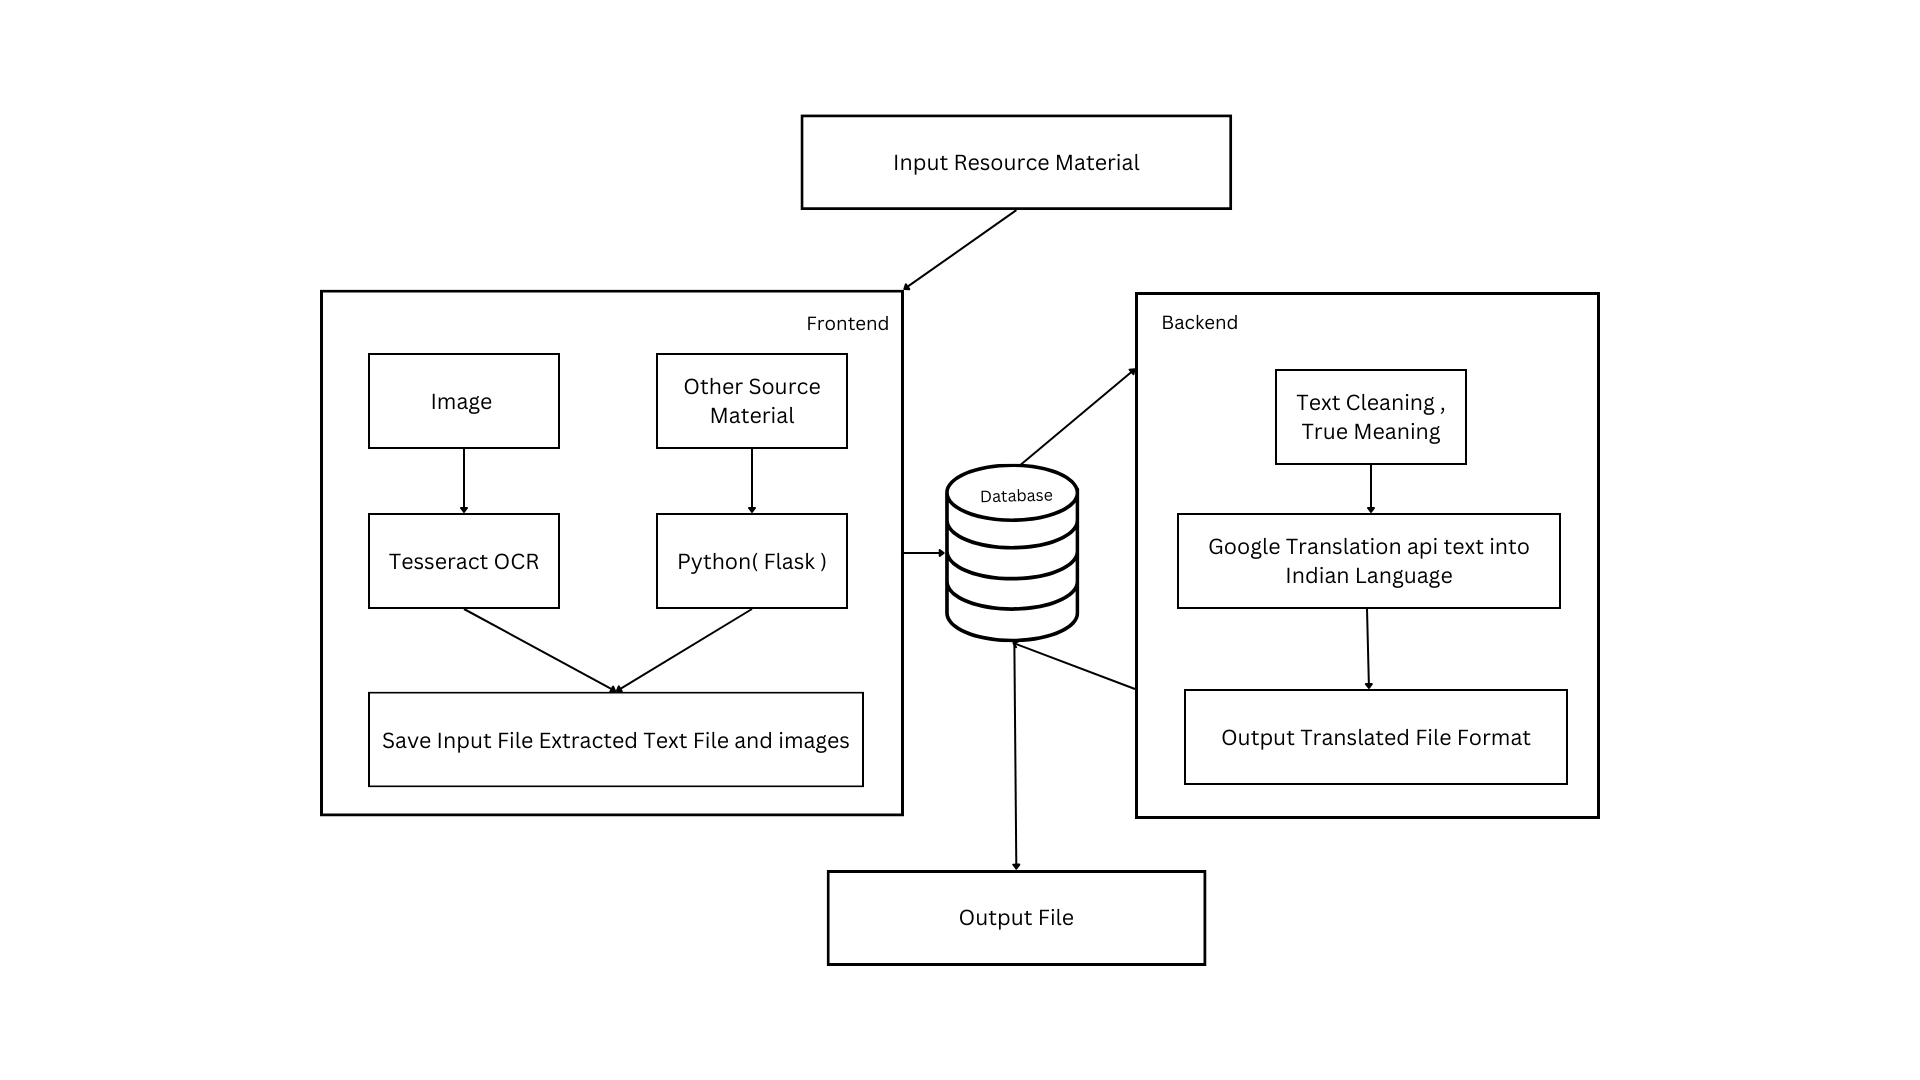 Input Resource Material
Frontend
Image
Other Source
Material
Tesseract OCR
Python( Flask )
Save Input File Extracted Text File and images
Database
Backend
Text Cleaning ,
True Meaning
Google Translation api text into
Indian Language
Output Translated File Format
Output File